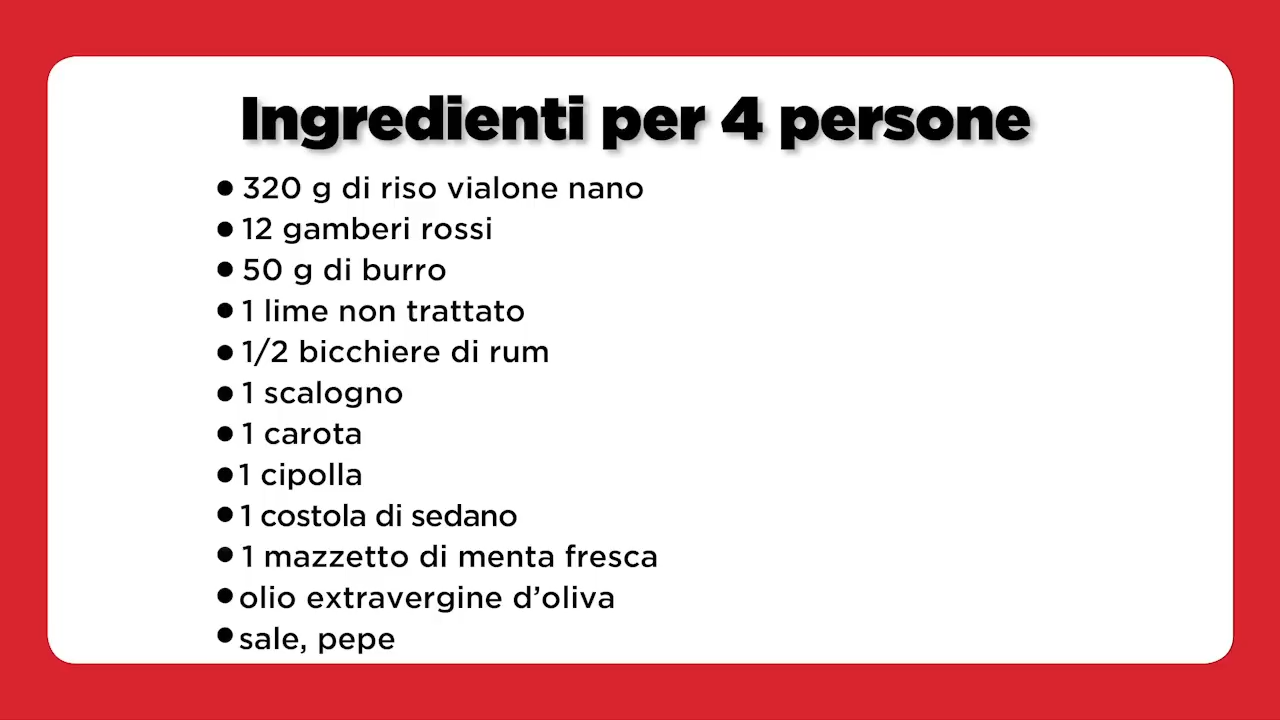 Ingredienti per 4 persone
• 320 g di riso vialone nano
• 12 gamberi rossi
• 50 g di burro
• 1 lime non trattato
• 1/2 bicchiere di rum
• 1 scalogno
• 1 carota
• 1 cipolla
• 1 costola di sedano
• 1 mazzetto di menta fresca
• olio extravergine d’oliva
• sale, pepe